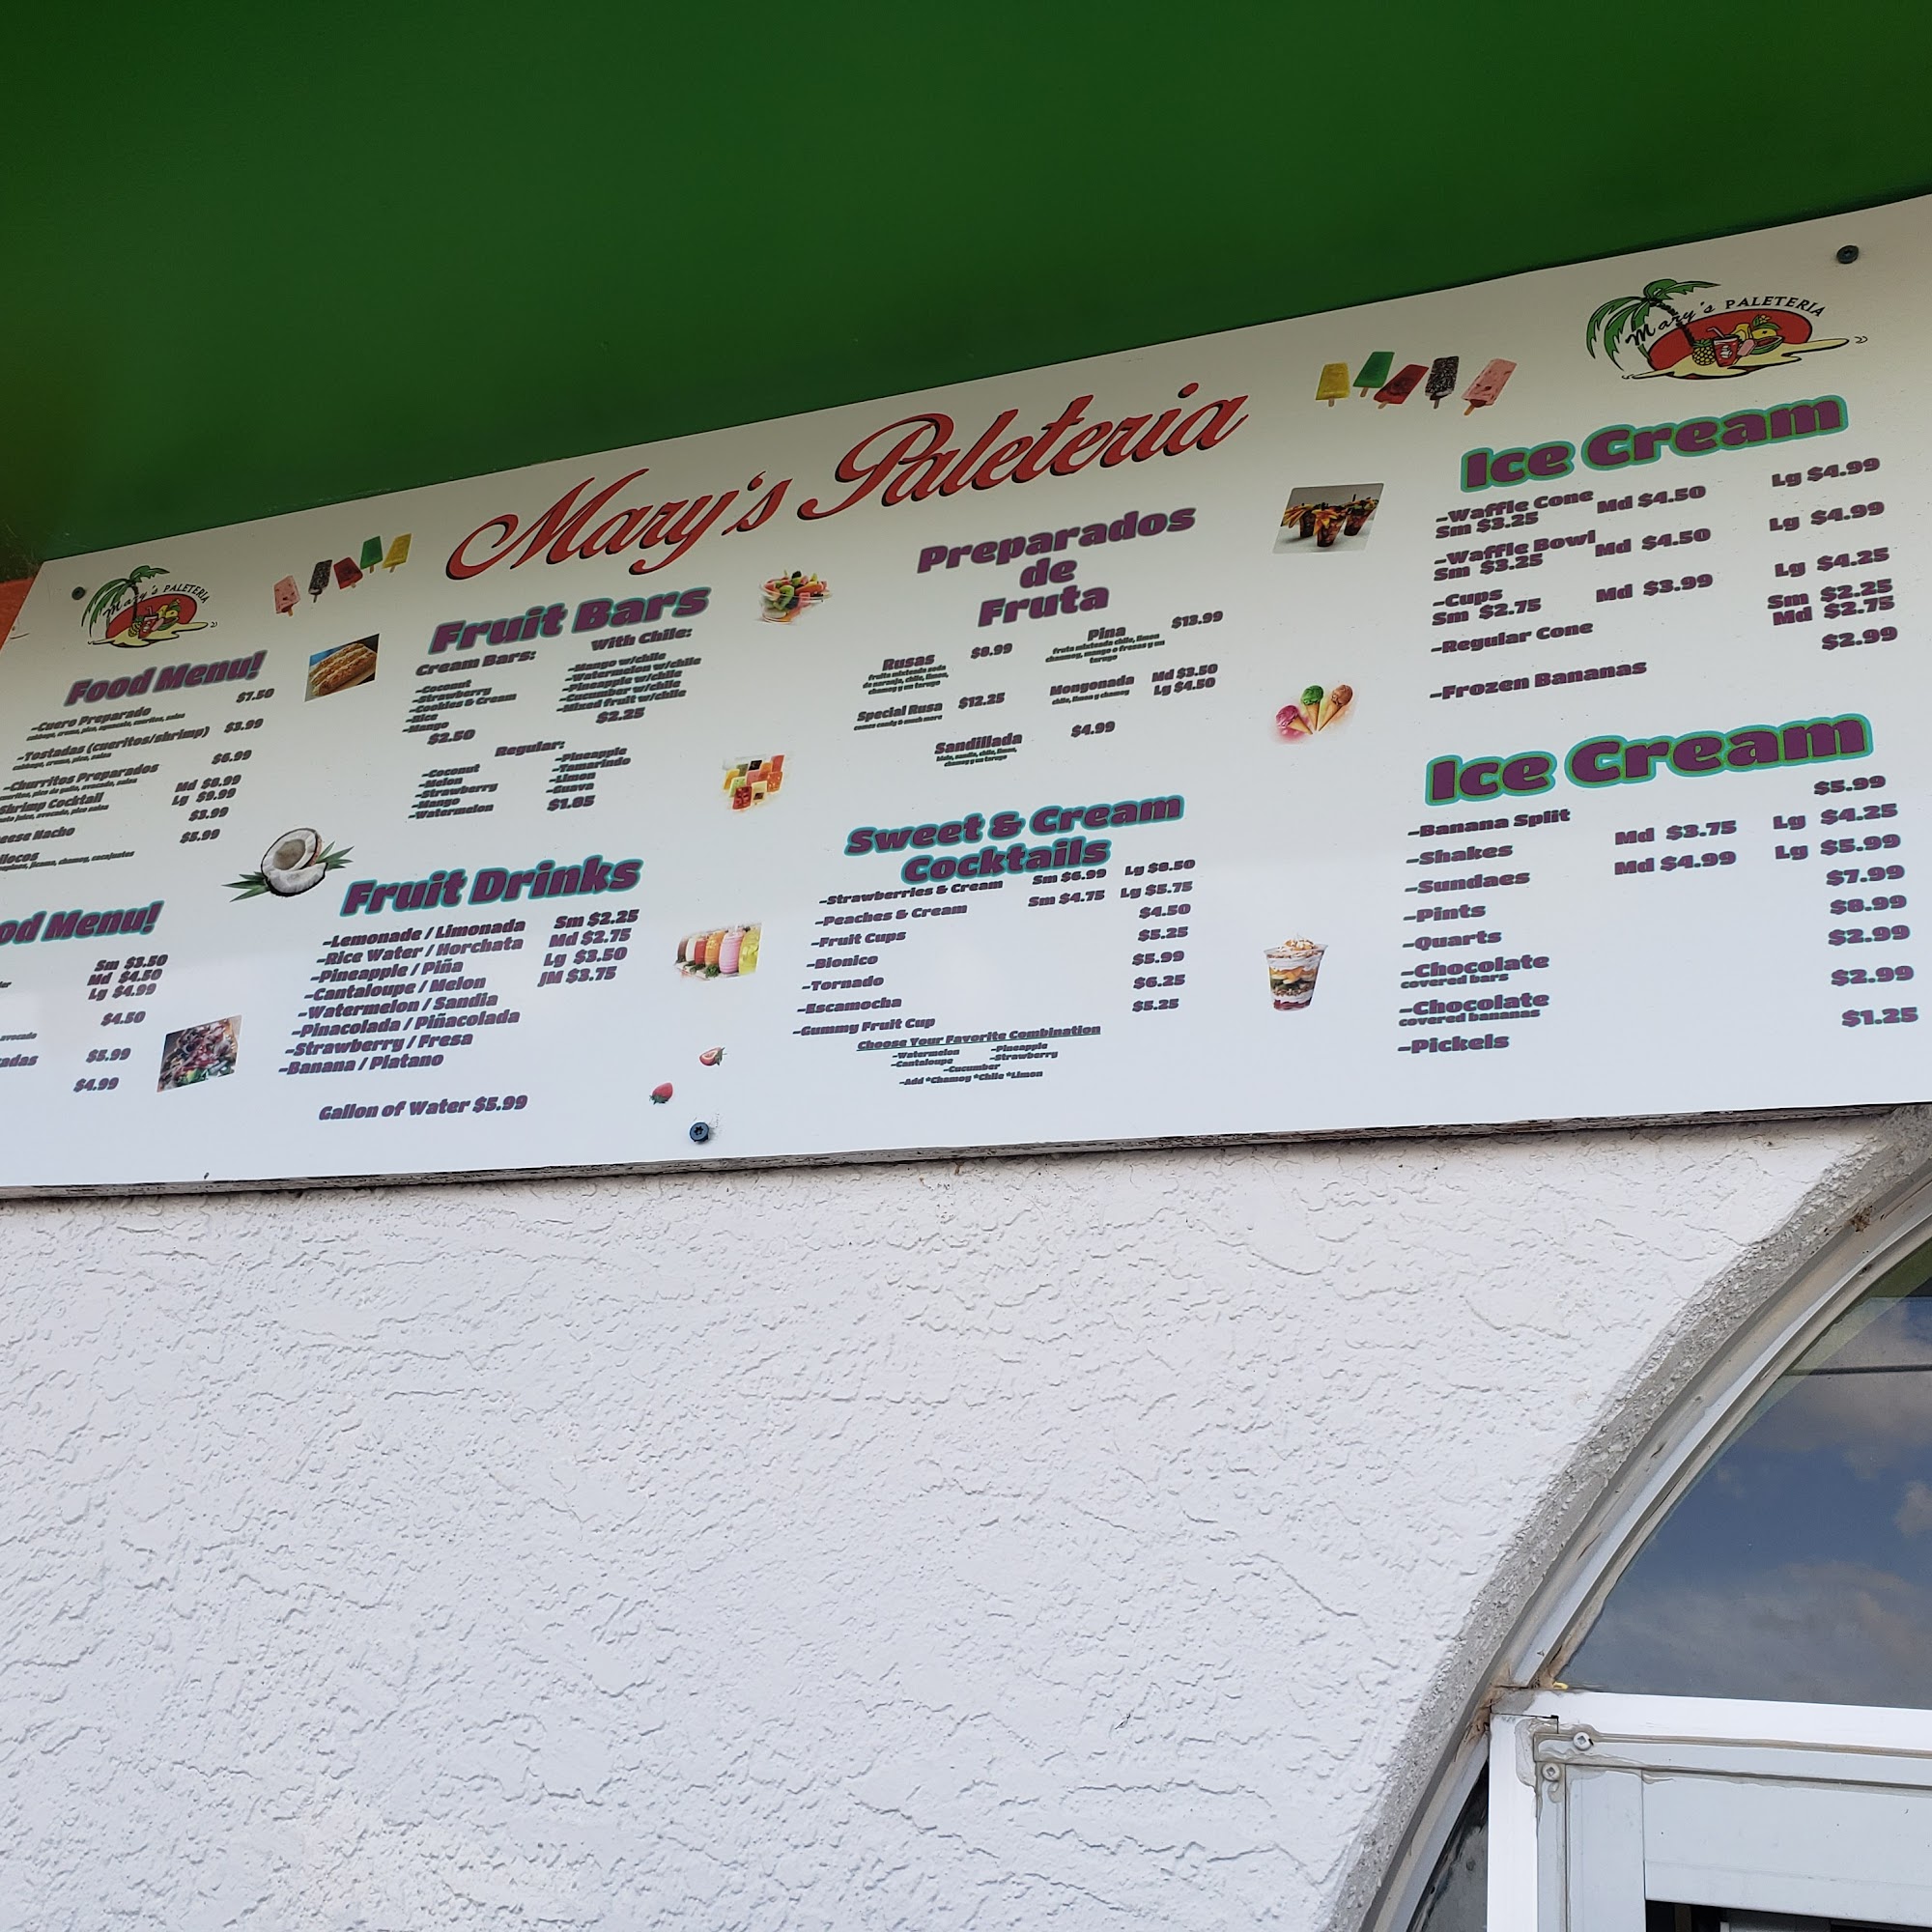 Mary's Paleteria
Mary's PALETERIA
Mary's PALETERIA
Food Menu!
-Cuero Preparado $7.50
-Tostadas (cueritos/shrimp) $3.99
-Churritos Preparados $6.99
Shrimp Cocktail Md $8.99
Lg $9.99
Nacho $3.99
$5.99
Menu!
Sm $3.50
Md $4.50
Lg $4.99
$4.50
$5.99
$4.99
Fruit Bars
Cream Bars:
-Coconut
-Strawberry
-Cookies & Cream
-Rice
-Mango
$2.50
With Chile:
-Mango w/chile
-Watermelon w/chile
-Pineapple w/chile
-Cucumber w/chile
-Mixed fruit w/chile
$2.25
Regular:
-Coconut
-Melon
-Strawberry
-Mango
-Watermelon
-Pineapple
-Tamarindo
-Limon
-Guava
$1.85
Fruit Drinks
-Lemonade / Limonada Sm $2.25
-Rice Water / Horchata Md $2.75
-Pineapple / Piña Lg $3.50
-Cantaloupe / Melon JM $3.75
-Watermelon / Sandia
-Pinacolada / Piñacolada
-Strawberry / Fresa
-Banana / Platano
Gallon of Water $5.99
Preparados
de
Fruta
Rusas $8.99
Pina $13.99
Special Rusa $12.25
Mongonada Md $3.50
Lg $4.50
Sandillada $4.99
Sweet & Cream
Cocktails
-Strawberries & Cream Sm $6.99 Lg $8.50
-Peaches & Cream Sm $4.75 Lg $5.75
-Fruit Cups $4.50
-Bionico $5.25
-Tornado $5.99
-Escamocha $6.25
-Gummy Fruit Cup $5.25
Choose Your Favorite Combination
-Watermelon -Pineapple
-Cantaloupe -Strawberry
-Cucumber
-Add *Chamoy *Chile *Limon
Ice Cream
-Waffle Cone
Sm $3.25 Md $4.50 Lg $4.99
-Waffle Bowl
Sm $3.25 Md $4.50 Lg $4.99
-Cups
Sm $2.75 Md $3.99 Lg $4.25
-Regular Cone Sm $2.25
Md $2.75
-Frozen Bananas $2.99
Ice Cream
-Banana Split $5.99
-Shakes Md $3.75 Lg $4.25
-Sundaes Md $4.99 Lg $5.99
-Pints $7.99
-Quarts $8.99
-Chocolate $2.99
covered bars
-Chocolate $2.99
covered bananas
-Pickels $1.25